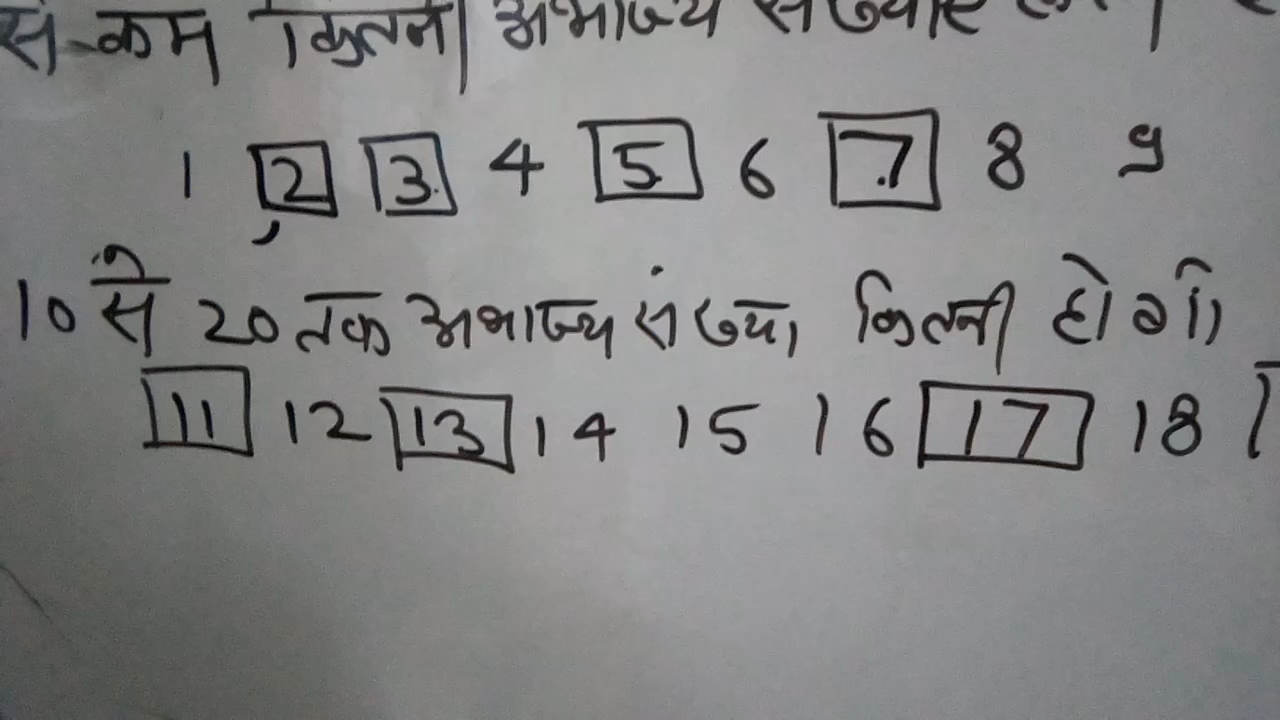 से कम कितनी अभाज्य संख्याएं
1 2 3 4 5 6 7 8 9
10 से 20 तक अभाज्य संख्या कितनी होगी
11 12 13 14 15 16 17 18